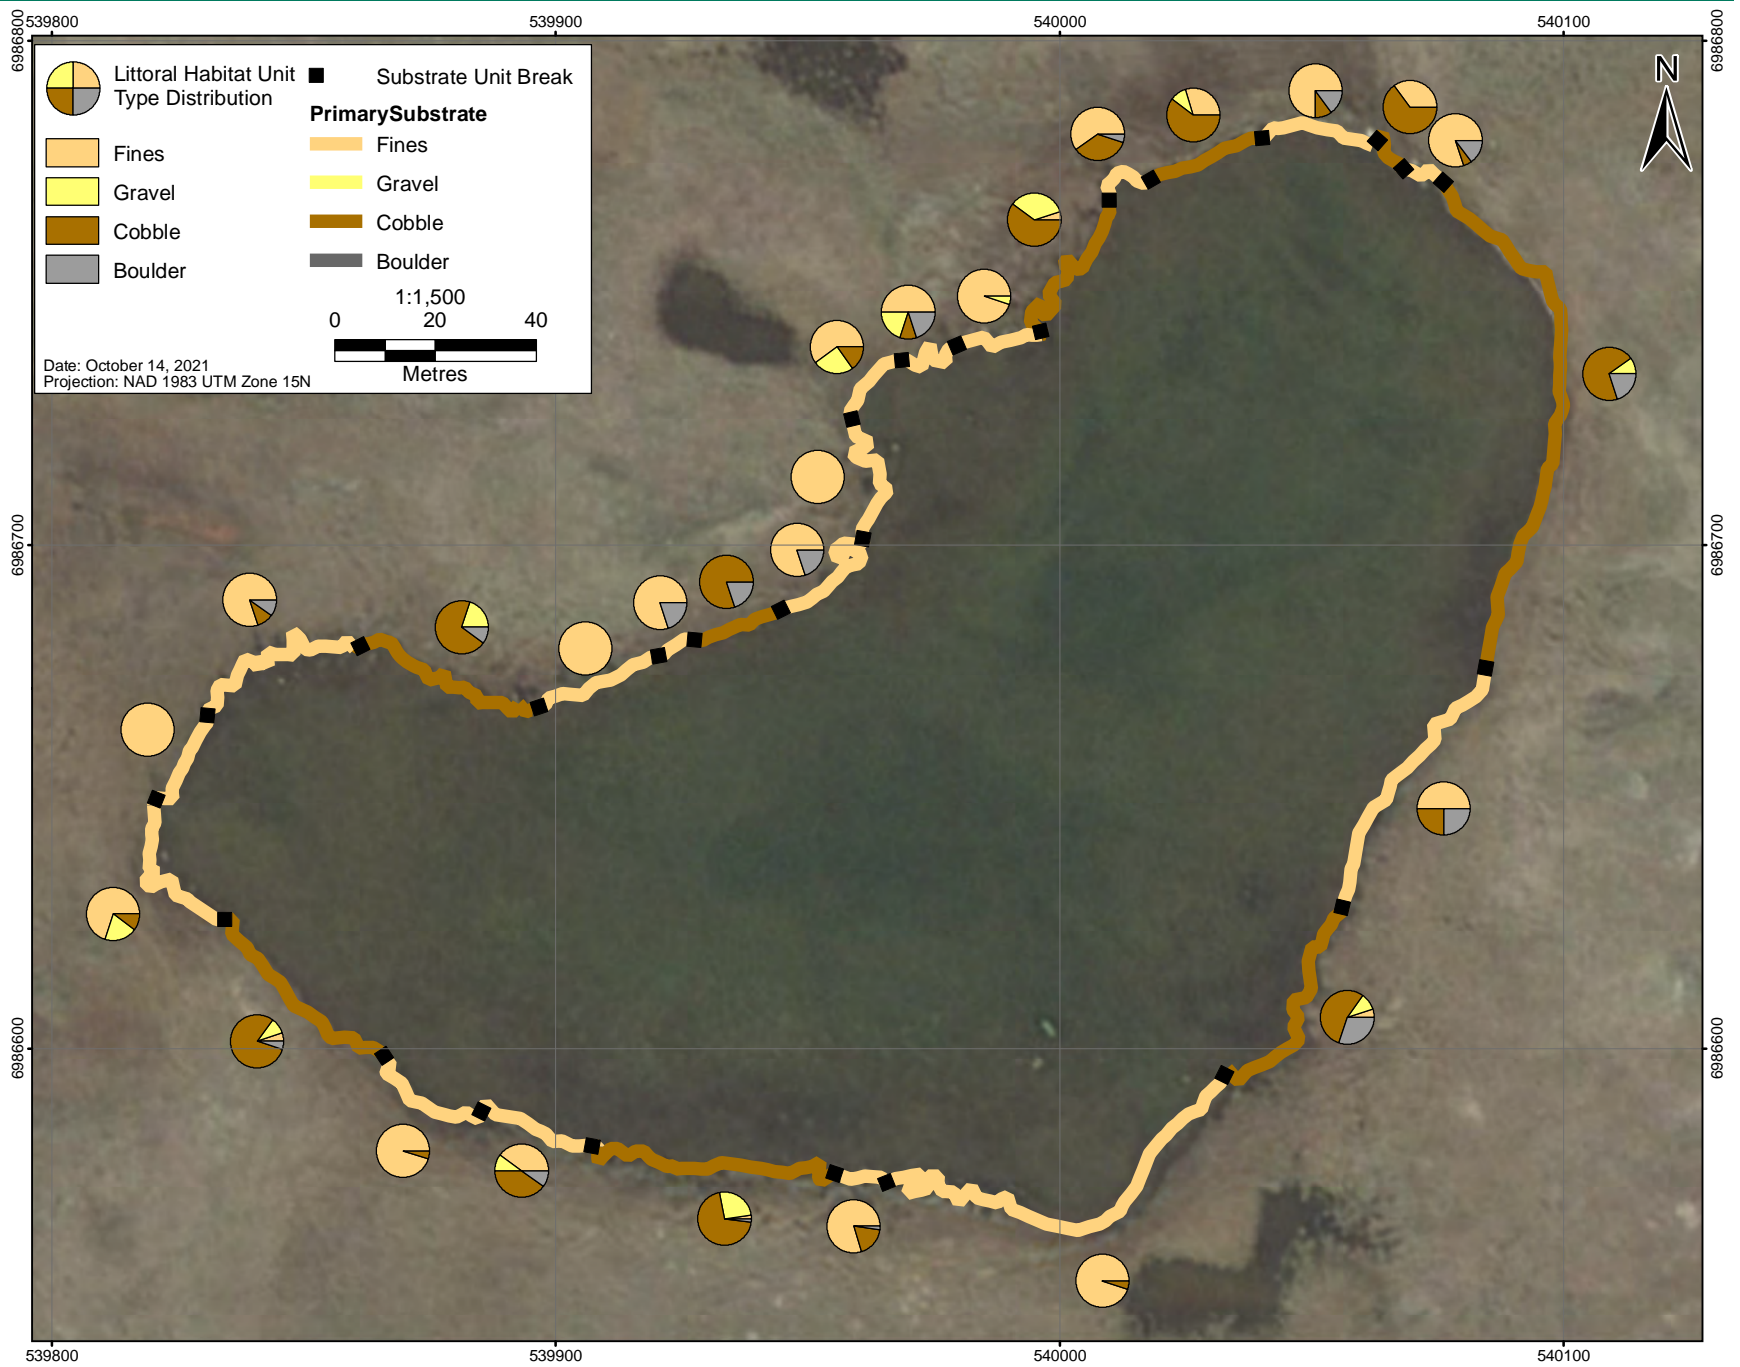 539800 539900 540000 540100
6986800 6986800
Littoral Habitat Unit
Type Distribution
Fines
Gravel
Cobble
Boulder
Substrate Unit Break
PrimarySubstrate
Fines
Gravel
Cobble
Boulder
1:1,500
0 20 40
Metres
Date: October 14, 2021
Projection: NAD 1983 UTM Zone 15N
N
6986700 6986700
6986600 6986600
539800 539900 540000 540100